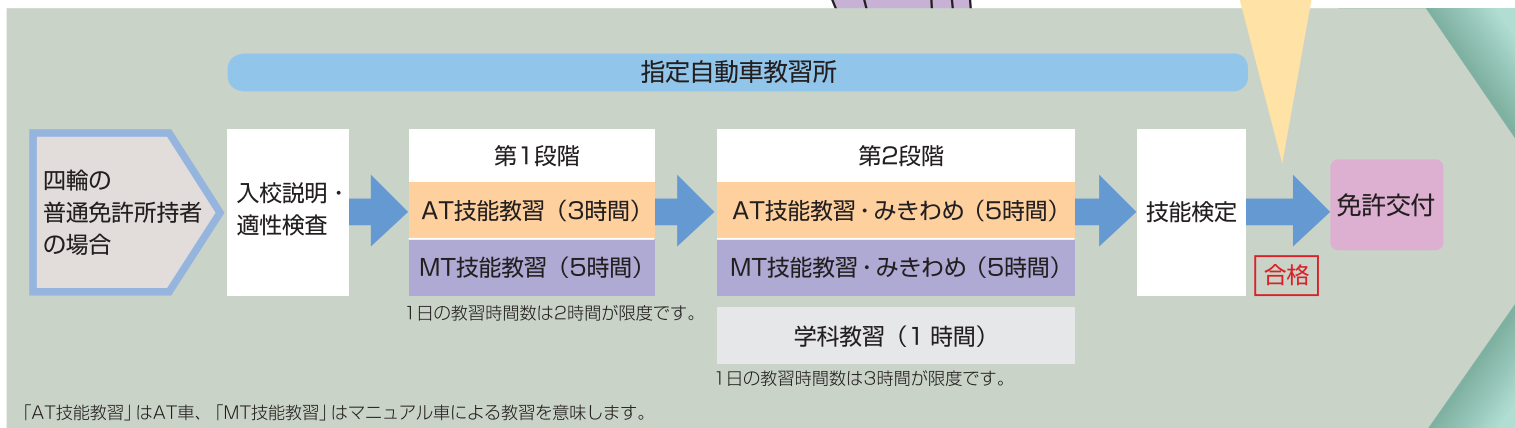 指定自動車教習所
四輪の
普通免許所持者
の場合
入校説明・
適性検査
第1段階
AT技能教習（3時間）
MT技能教習（5時間）
1日の教習時間数は2時間が限度です。
第2段階
AT技能教習・みきわめ（5時間）
MT技能教習・みきわめ（5時間）
学科教習（1時間）
1日の教習時間数は3時間が限度です。
技能検定
合格
免許交付
「AT技能教習」はAT車、「MT技能教習」はマニュアル車による教習を意味します。